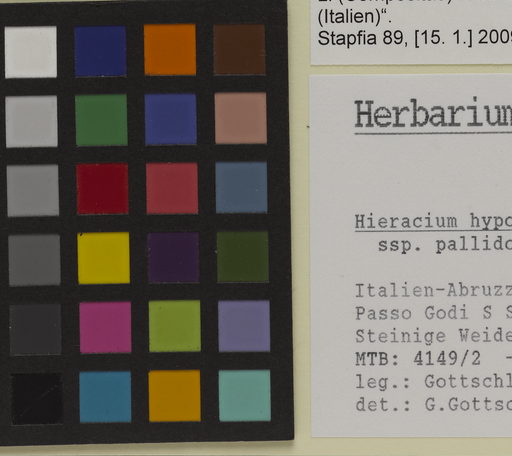 (Italien)“.
Stapfia 89, [15. 1.] 2009
Herbarium
Hieracium hypo
ssp. pallido
Italien-Abruzz
Passo Godi S S
Steinige Weide
MTB: 4149/2 -
leg.: Gottschl
det.: G.Gottsc